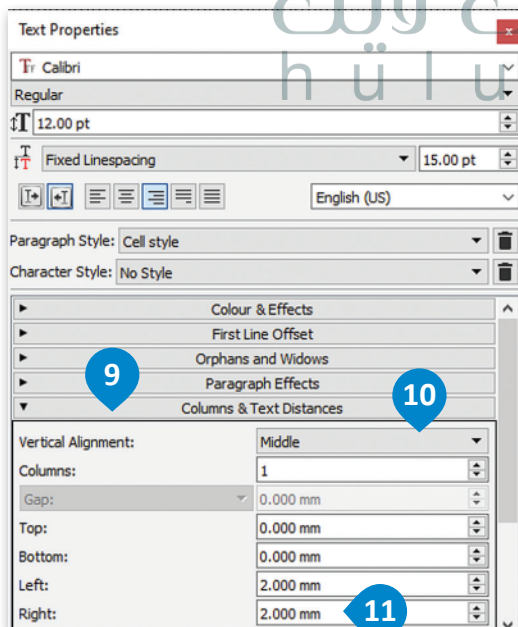 Text Properties
x
Calibri
Regular
12.00 pt
Fixed Linespacing 15.00 pt
English (US)
Paragraph Style: Cell style
Character Style: No Style
Colour & Effects
First Line Offset
Orphans and Widows
9
Paragraph Effects
10
Columns & Text Distances
Vertical Alignment: Middle
Columns: 1
Gap: 0.000 mm
Top: 0.000 mm
Bottom: 0.000 mm
Left: 2.000 mm
Right: 2.000 mm
11
h ü l u